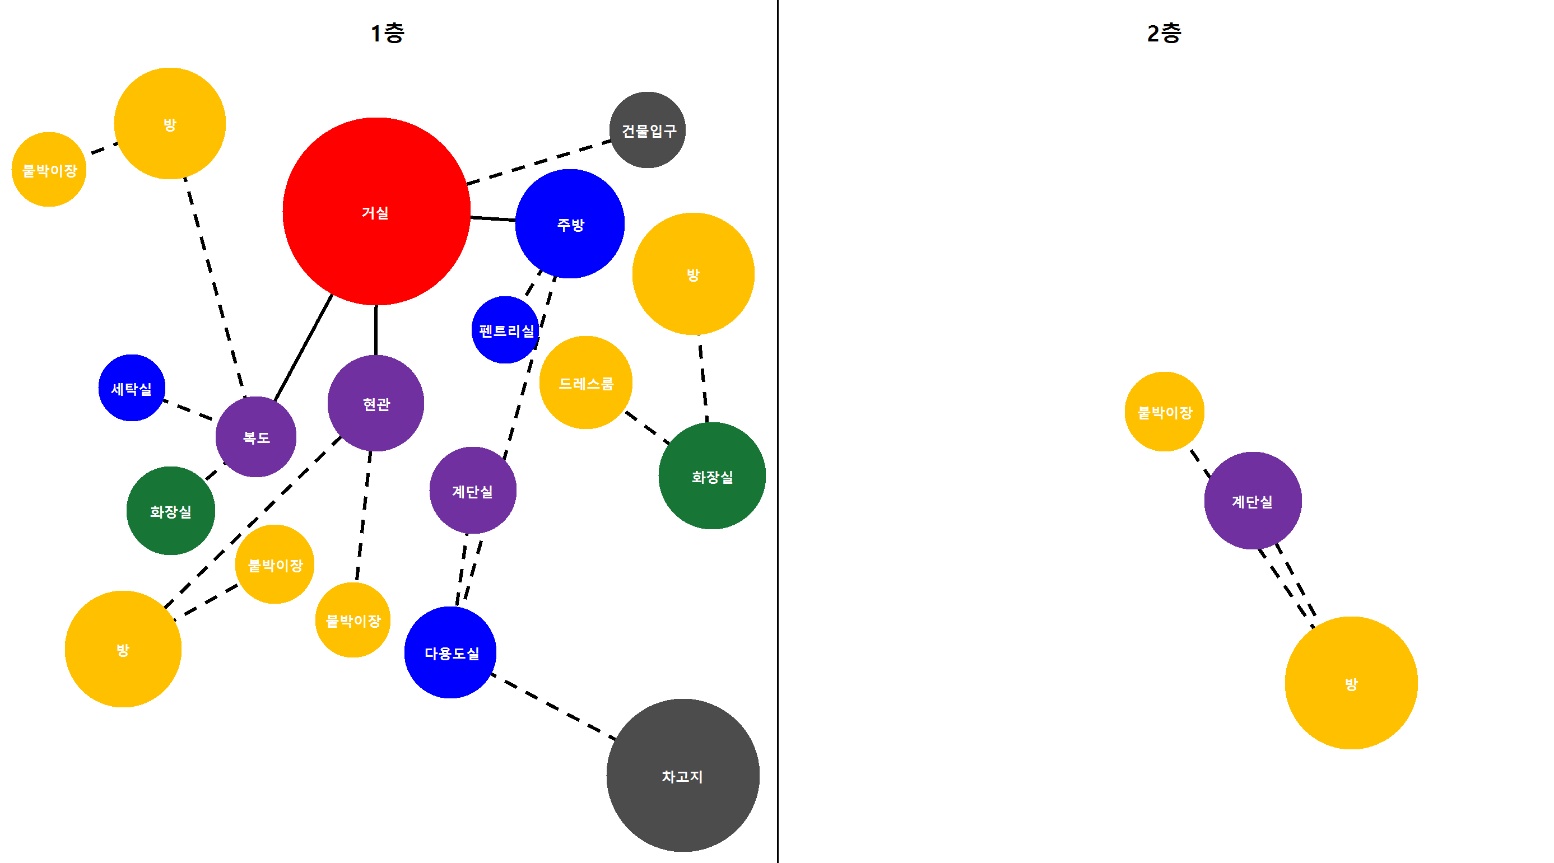 1층
2층
방
붙박이장
건물입구
거실
주방
방
펜트리실
드레스룸
세탁실
현관
복도
화장실
계단실
화장실
붙박이장
붙박이장
방
다용도실
차고지
붙박이장
계단실
방